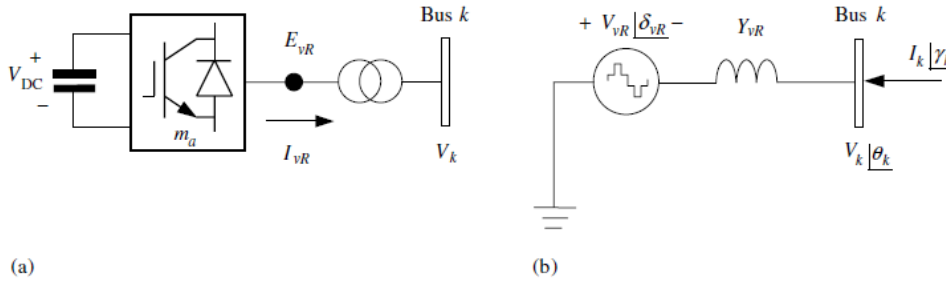 +
V_DC
−
m_a
E_vR
I_vR
Bus k
V_k
(a)
+ V_vR|δ_vR −
Y_vR
Bus k
I_k
V_k|θ_k
(b)